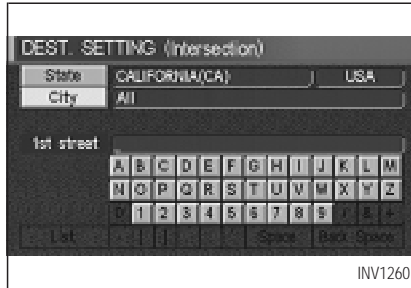 DEST. SETTING (Intersection)
State CALIFORNIA(CA) USA
City All
1st street
A B C D E F G H I J K L M
N O P Q R S T U V W X Y Z
0 1 2 3 4 5 6 7 8 9 / & +
List Space Back Space
INV1260